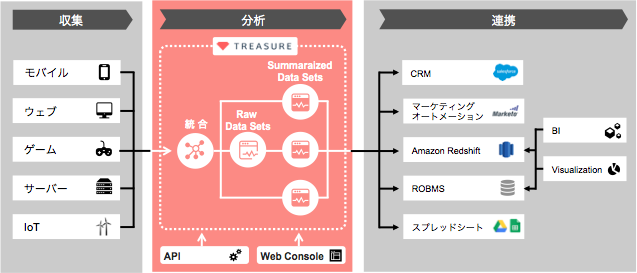 収集
分析
連携
TREASURE
モバイル
ウェブ
ゲーム
サーバー
IoT
統合
Raw
Data Sets
Summaraized
Data Sets
API
Web Console
CRM
salesforce
マーケティング
オートメーション
Marketo
Amazon Redshift
ROBMS
スプレッドシート
BI
Visualization